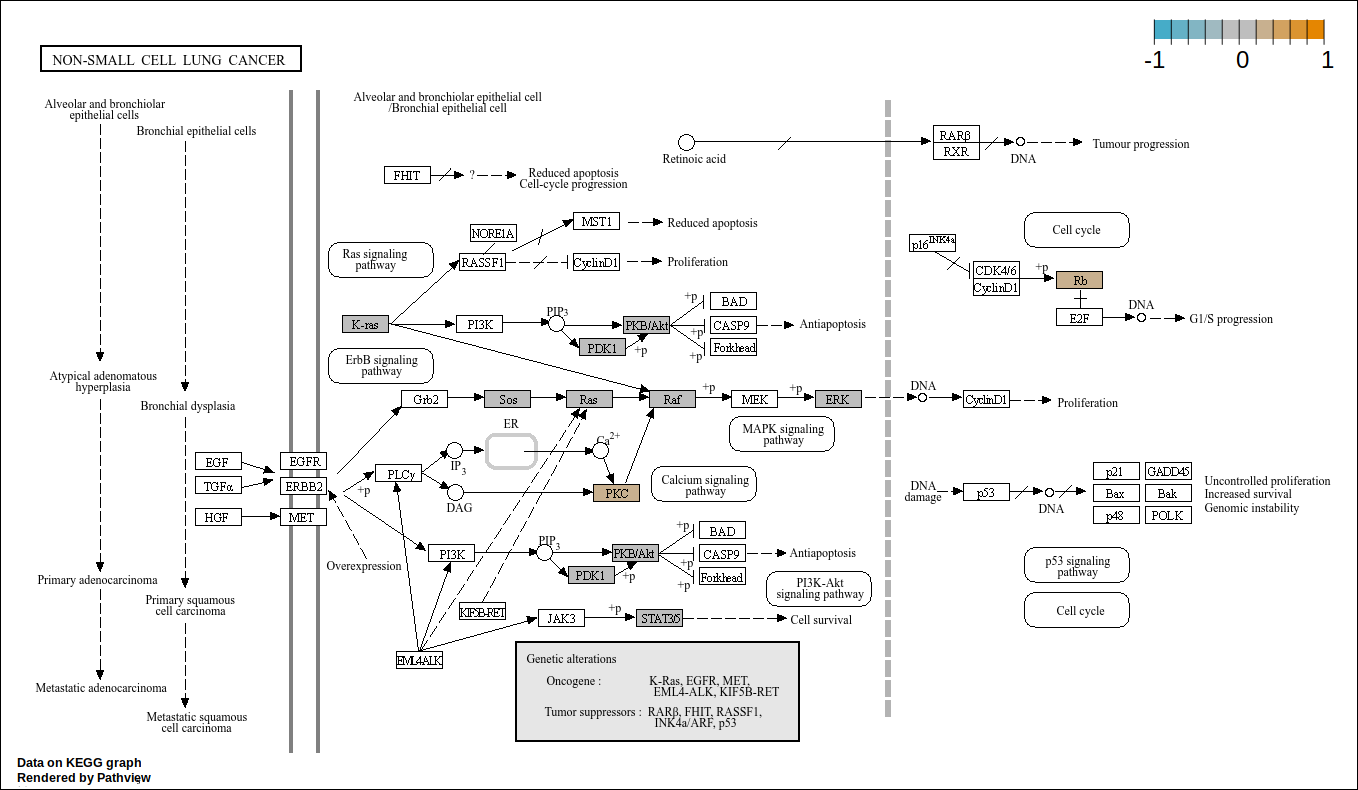 -1 0 1
NON-SMALL CELL LUNG CANCER
Alveolar and bronchiolar
epithelial cells
Bronchial epithelial cells
Alveolar and bronchiolar epithelial cell
/Bronchial epithelial cell
Retinoic acid
RARβ
RXR
DNA
Tumour progression
FHIT
?
Reduced apoptosis
Cell-cycle progression
NORE1A
MST1
Reduced apoptosis
Ras signaling
pathway
RASSF1
CyclinD1
Proliferation
p16INK4a
Cell cycle
CDK4/6
CyclinD1
+p
Rb
E2F
DNA
G1/S progression
K-ras
PI3K
PIP3
PKB/Akt
PDK1
+p
+p
BAD
+p
CASP9
Antiapoptosis
+p
Forkhead
ErbB signaling
pathway
Atypical adenomatous
hyperplasia
Bronchial dysplasia
Grb2
Sos
Ras
Raf
+p
MEK
+p
ERK
DNA
CyclinD1
Proliferation
MAPK signaling
pathway
ER
EGF
TGFα
HGF
EGFR
ERBB2
MET
+p
PLCγ
IP3
DAG
Ca2+
PKC
Calcium signaling
pathway
DNA
damage
p53
DNA
p21
GADD45
Bax
Bak
p48
POLK
Uncontrolled proliferation
Increased survival
Genomic instability
Overexpression
PI3K
PIP3
PKB/Akt
PDK1
+p
+p
BAD
+p
CASP9
Antiapoptosis
+p
Forkhead
PI3K-Akt
signaling pathway
p53 signaling
pathway
Cell cycle
Primary adenocarcinoma
Primary squamous
cell carcinoma
KIF5B-RET
JAK3
+p
STAT3/5
Cell survival
EML4ALK
Genetic alterations
Oncogene : K-Ras, EGFR, MET,
EML4-ALK, KIF5B-RET
Tumor suppressors : RARβ, FHIT, RASSF1,
INK4a/ARF, p53
Metastatic adenocarcinoma
Metastatic squamous
cell carcinoma
Data on KEGG graph
Rendered by Pathview